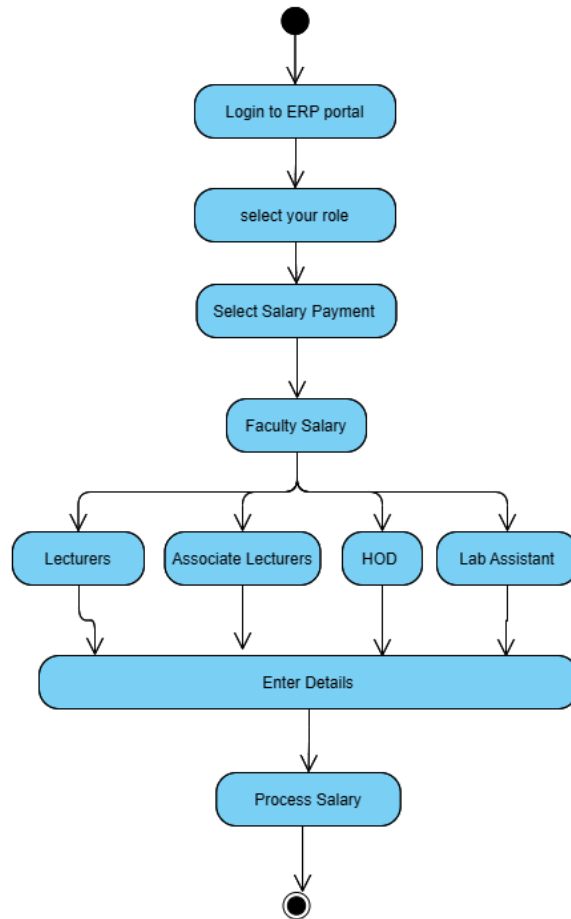 Login to ERP portal
select your role
Select Salary Payment
Faculty Salary
Lecturers
Associate Lecturers
HOD
Lab Assistant
Enter Details
Process Salary